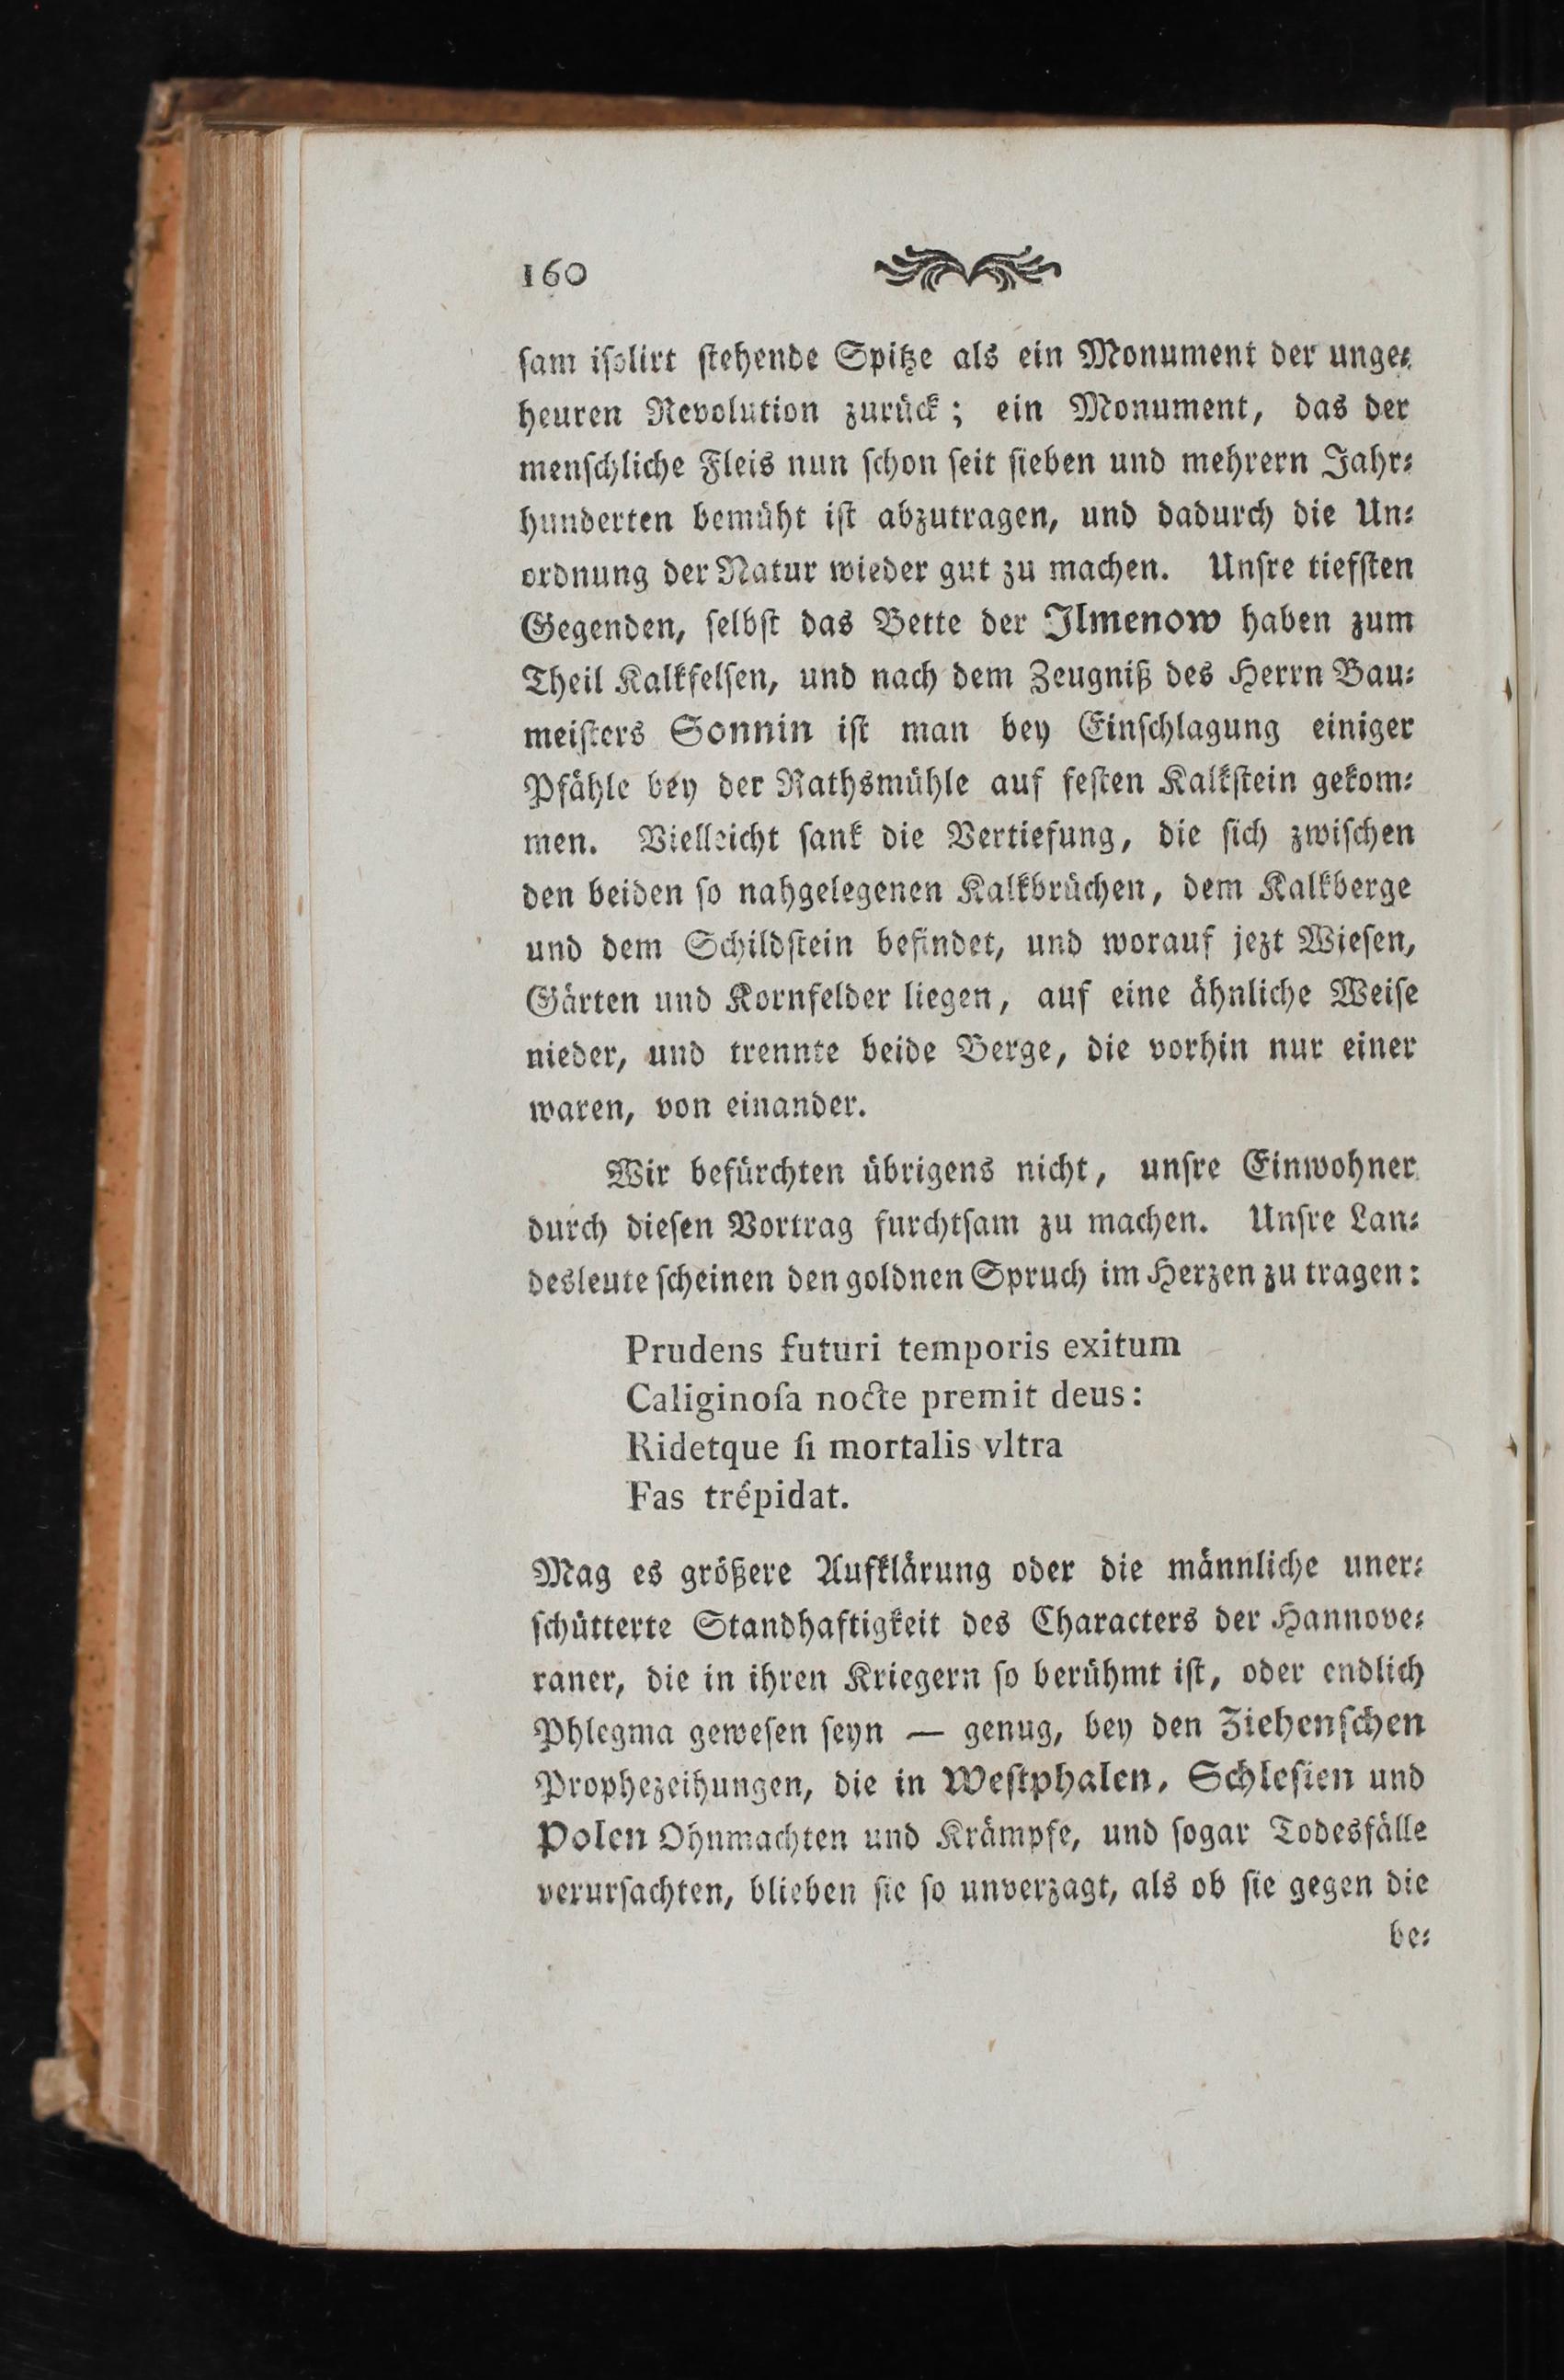 160
ſam iſolirt ſtehende Spitze als ein Monument der unge⸗
heuren Revolution zurück; ein Monument, das der
menſchliche Fleis nun ſchon ſeit ſieben und mehrern Jahr⸗
hunderten bemüht iſt abzutragen, und dadurch die Un⸗
ordnung der Natur wieder gut zu machen. Unſre tiefſten
Gegenden, ſelbſt das Bette der Ilmenow haben zum
Theil Kalkfelſen, und nach dem Zeugniß des Herrn Bau⸗
meiſters Sonnin iſt man bey Einſchlagung einiger
Pfähle bey der Rathsmühle auf feſten Kalkſtein gekom⸗
men. Vielleicht ſank die Vertiefung, die ſich zwiſchen
den beiden ſo nahgelegenen Kalkbrüchen, dem Kalkberge
und dem Schildſtein befindet, und worauf jezt Wieſen,
Gärten und Kornfelder liegen, auf eine ähnliche Weiſe
nieder, und trennte beide Berge, die vorhin nur einer
waren, von einander.
Wir befürchten übrigens nicht, unſre Einwohner
durch dieſen Vortrag furchtſam zu machen. Unſre Lan⸗
desleute ſcheinen den goldnen Spruch im Herzen zu tragen:
Prudens futuri temporis exitum
Caliginoſa nocte premit deus:
Ridetque ſi mortalis vltra
Fas trépidat.
Mag es größere Aufklärung oder die männliche uner⸗
ſchütterte Standhaftigkeit des Characters der Hannove⸗
raner, die in ihren Kriegern ſo berühmt iſt, oder endlich
Phlegma geweſen ſeyn — genug, bey den Ziehenſchen
Prophezeihungen, die in Weſtphalen, Schleſien und
Polen Ohnmachten und Krämpfe, und ſogar Todesfälle
verurſachten, blieben ſie ſo unverzagt, als ob ſie gegen die
be⸗